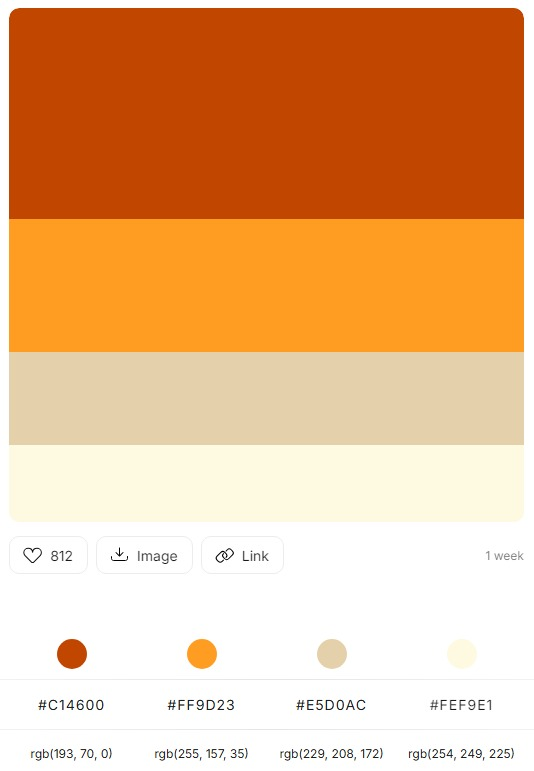 812 Image Link 1 week
#C14600 #FF9D23 #E5D0AC #FEF9E1
rgb(193, 70, 0) rgb(255, 157, 35) rgb(229, 208, 172) rgb(254, 249, 225)